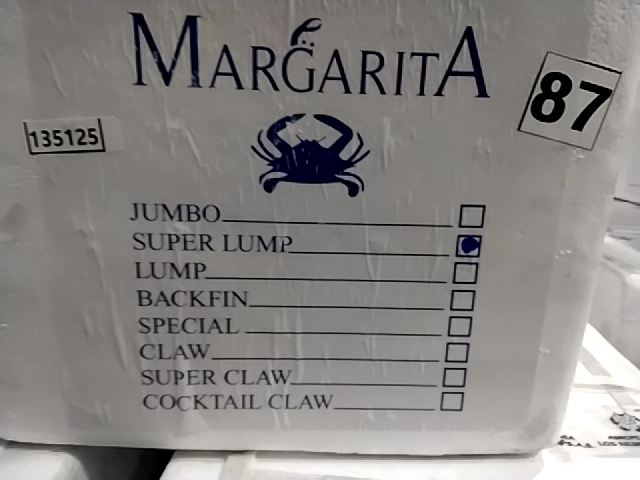 MARGARITA
87
135125
JUMBO
SUPER LUMP
LUMP
BACKFIN
SPECIAL
CLAW
SUPER CLAW
COCKTAIL CLAW